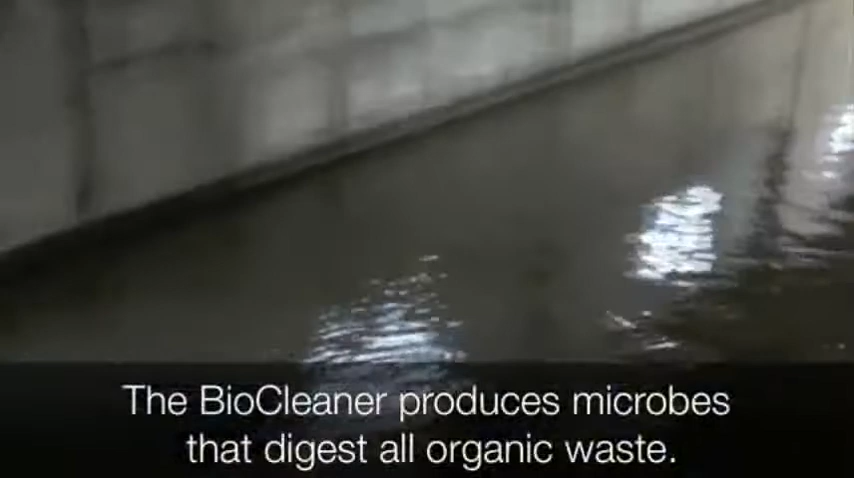 The BioCleaner produces microbes
that digest all organic waste.